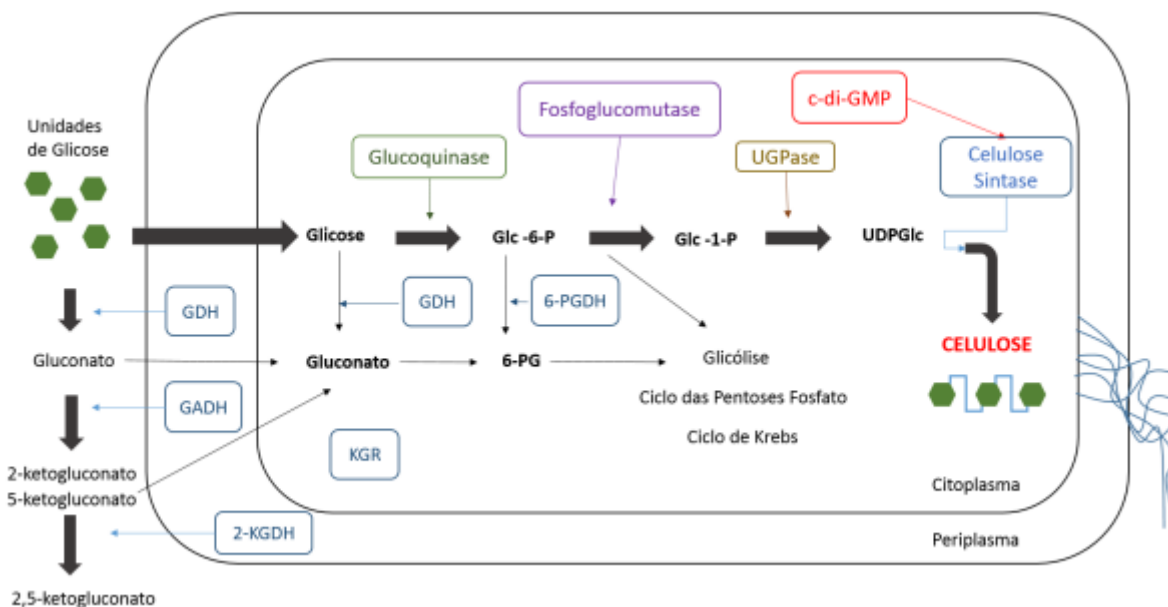 Unidades
de Glicose
Glucoquinase
Fosfoglucomutase
UGPase
c-di-GMP
Celulose
Sintase
Glicose
Glc -6-P
Glc -1-P
UDPGlc
GDH
GDH
6-PGDH
Gluconato
Gluconato
6-PG
Glicólise
CELULOSE
Ciclo das Pentoses Fosfato
Ciclo de Krebs
GADH
KGR
2-ketogluconato
5-ketogluconato
Citoplasma
2-KGDH
Periplasma
2,5-ketogluconato